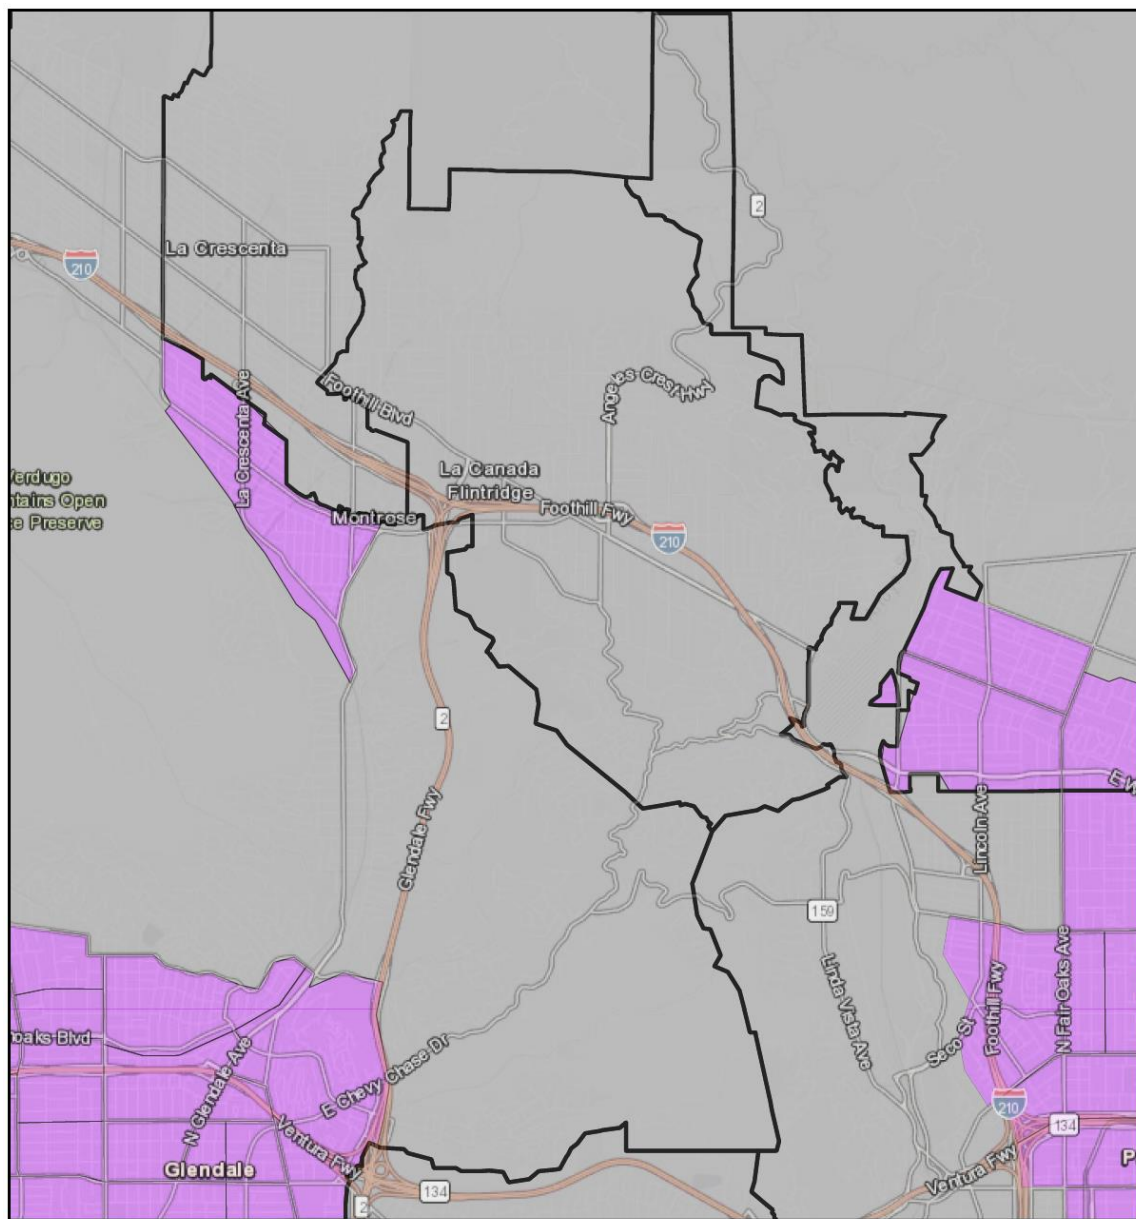 2
La Crescenta
210
Angeles Crest Hwy
Foothill Blvd
La Crescenta Ave
La Canada
Flintridge
Verdugo
ntains Open
ce Preserve
Foothill Fwy
Montrose
210
2
Glendale Fwy
Lincoln Ave
159
Linda Vista Ave
Foothill Fwy
N Fair Oaks Ave
Seco St
oaks Blvd
N Glendale Ave
E Chevy Chase Dr
210
134
Ventura Fwy
Glendale
Ventura Fwy
134
2
P